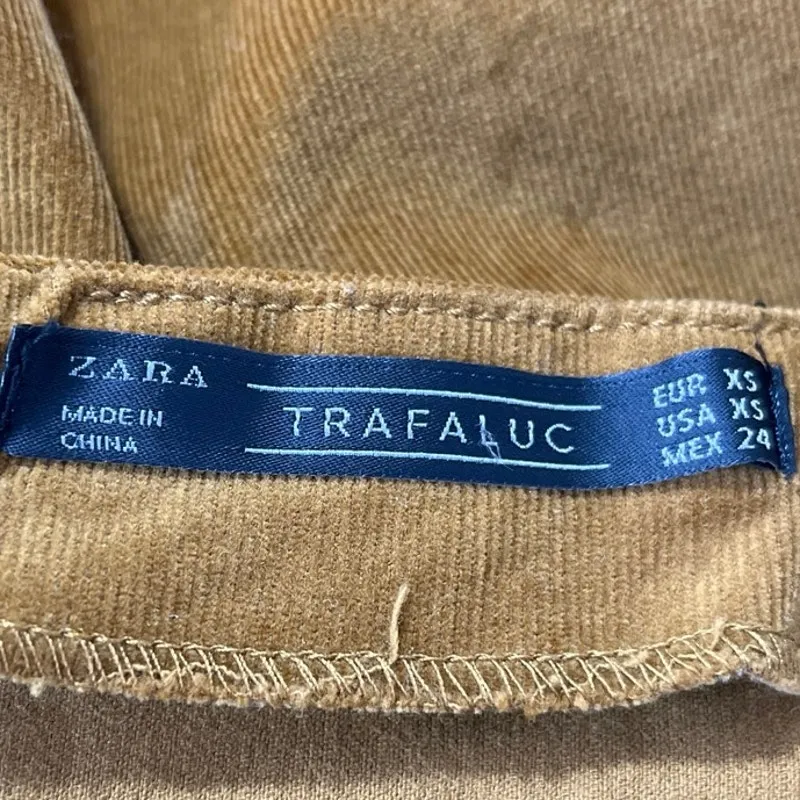 ZARA
MADE IN
CHINA
TRAFALUC
EUR XS
USA XS
MEX 24